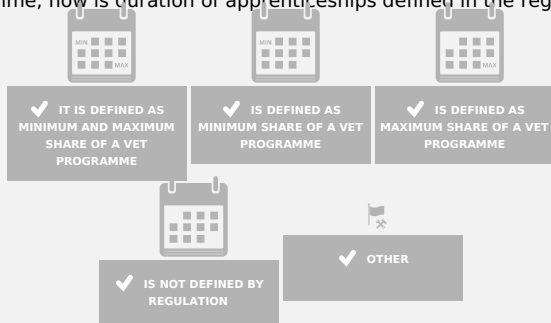 me, how is duration of apprenticeships defined in the reg
MIN
MAX
MIN
MAX
IT IS DEFINED AS
MINIMUM AND MAXIMUM
SHARE OF A VET
PROGRAMME
IS DEFINED AS
MINIMUM SHARE OF A VET
PROGRAMME
IS DEFINED AS
MAXIMUM SHARE OF A VET
PROGRAMME
IS NOT DEFINED BY
REGULATION
OTHER